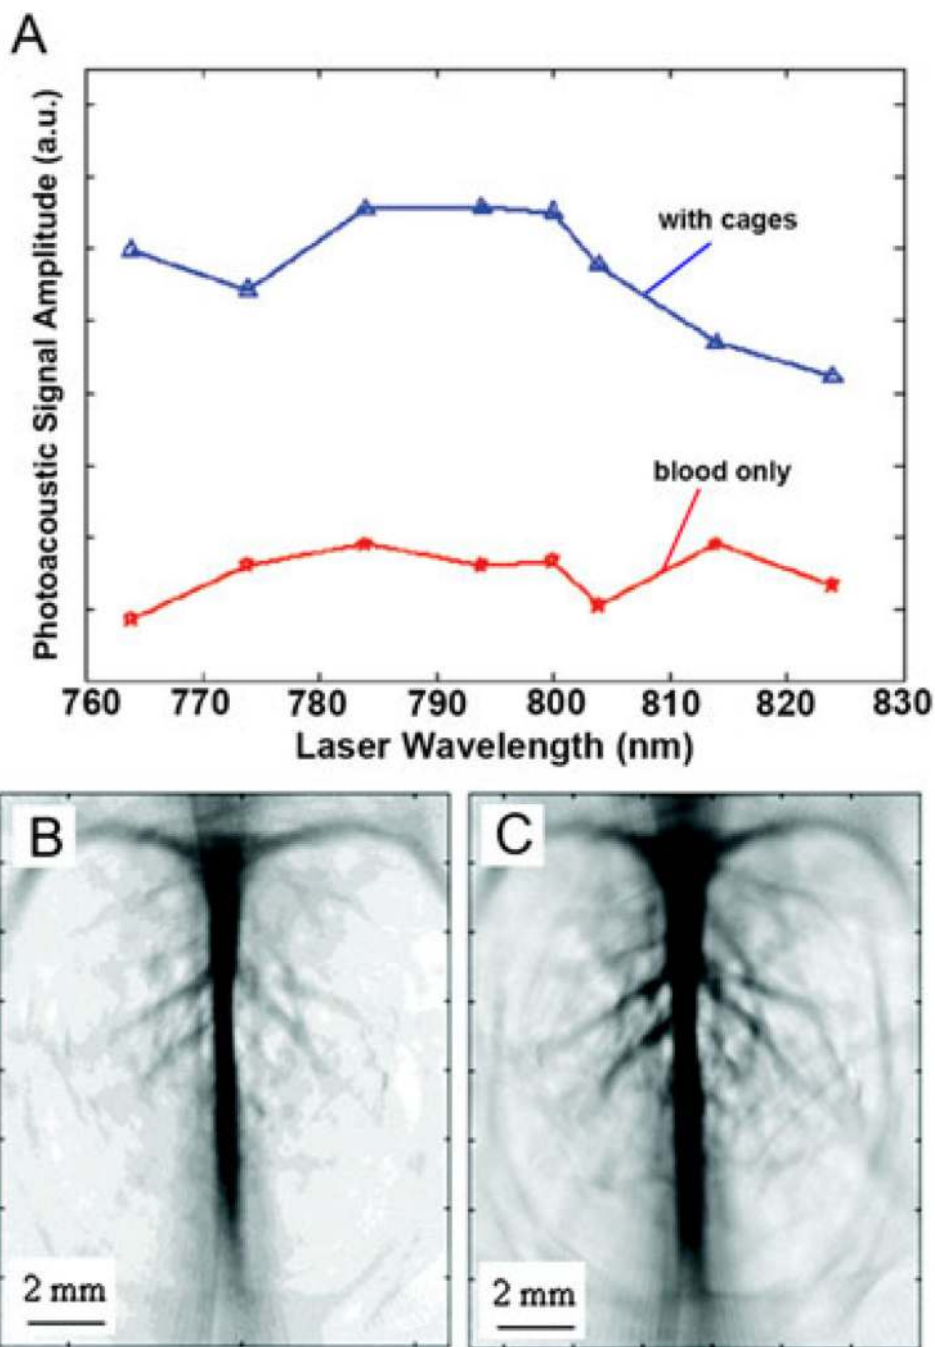 A
Photoacoustic Signal Amplitude (a.u.)
with cages
blood only
760 770 780 790 800 810 820 830
Laser Wavelength (nm)
B
C
2 mm
2 mm